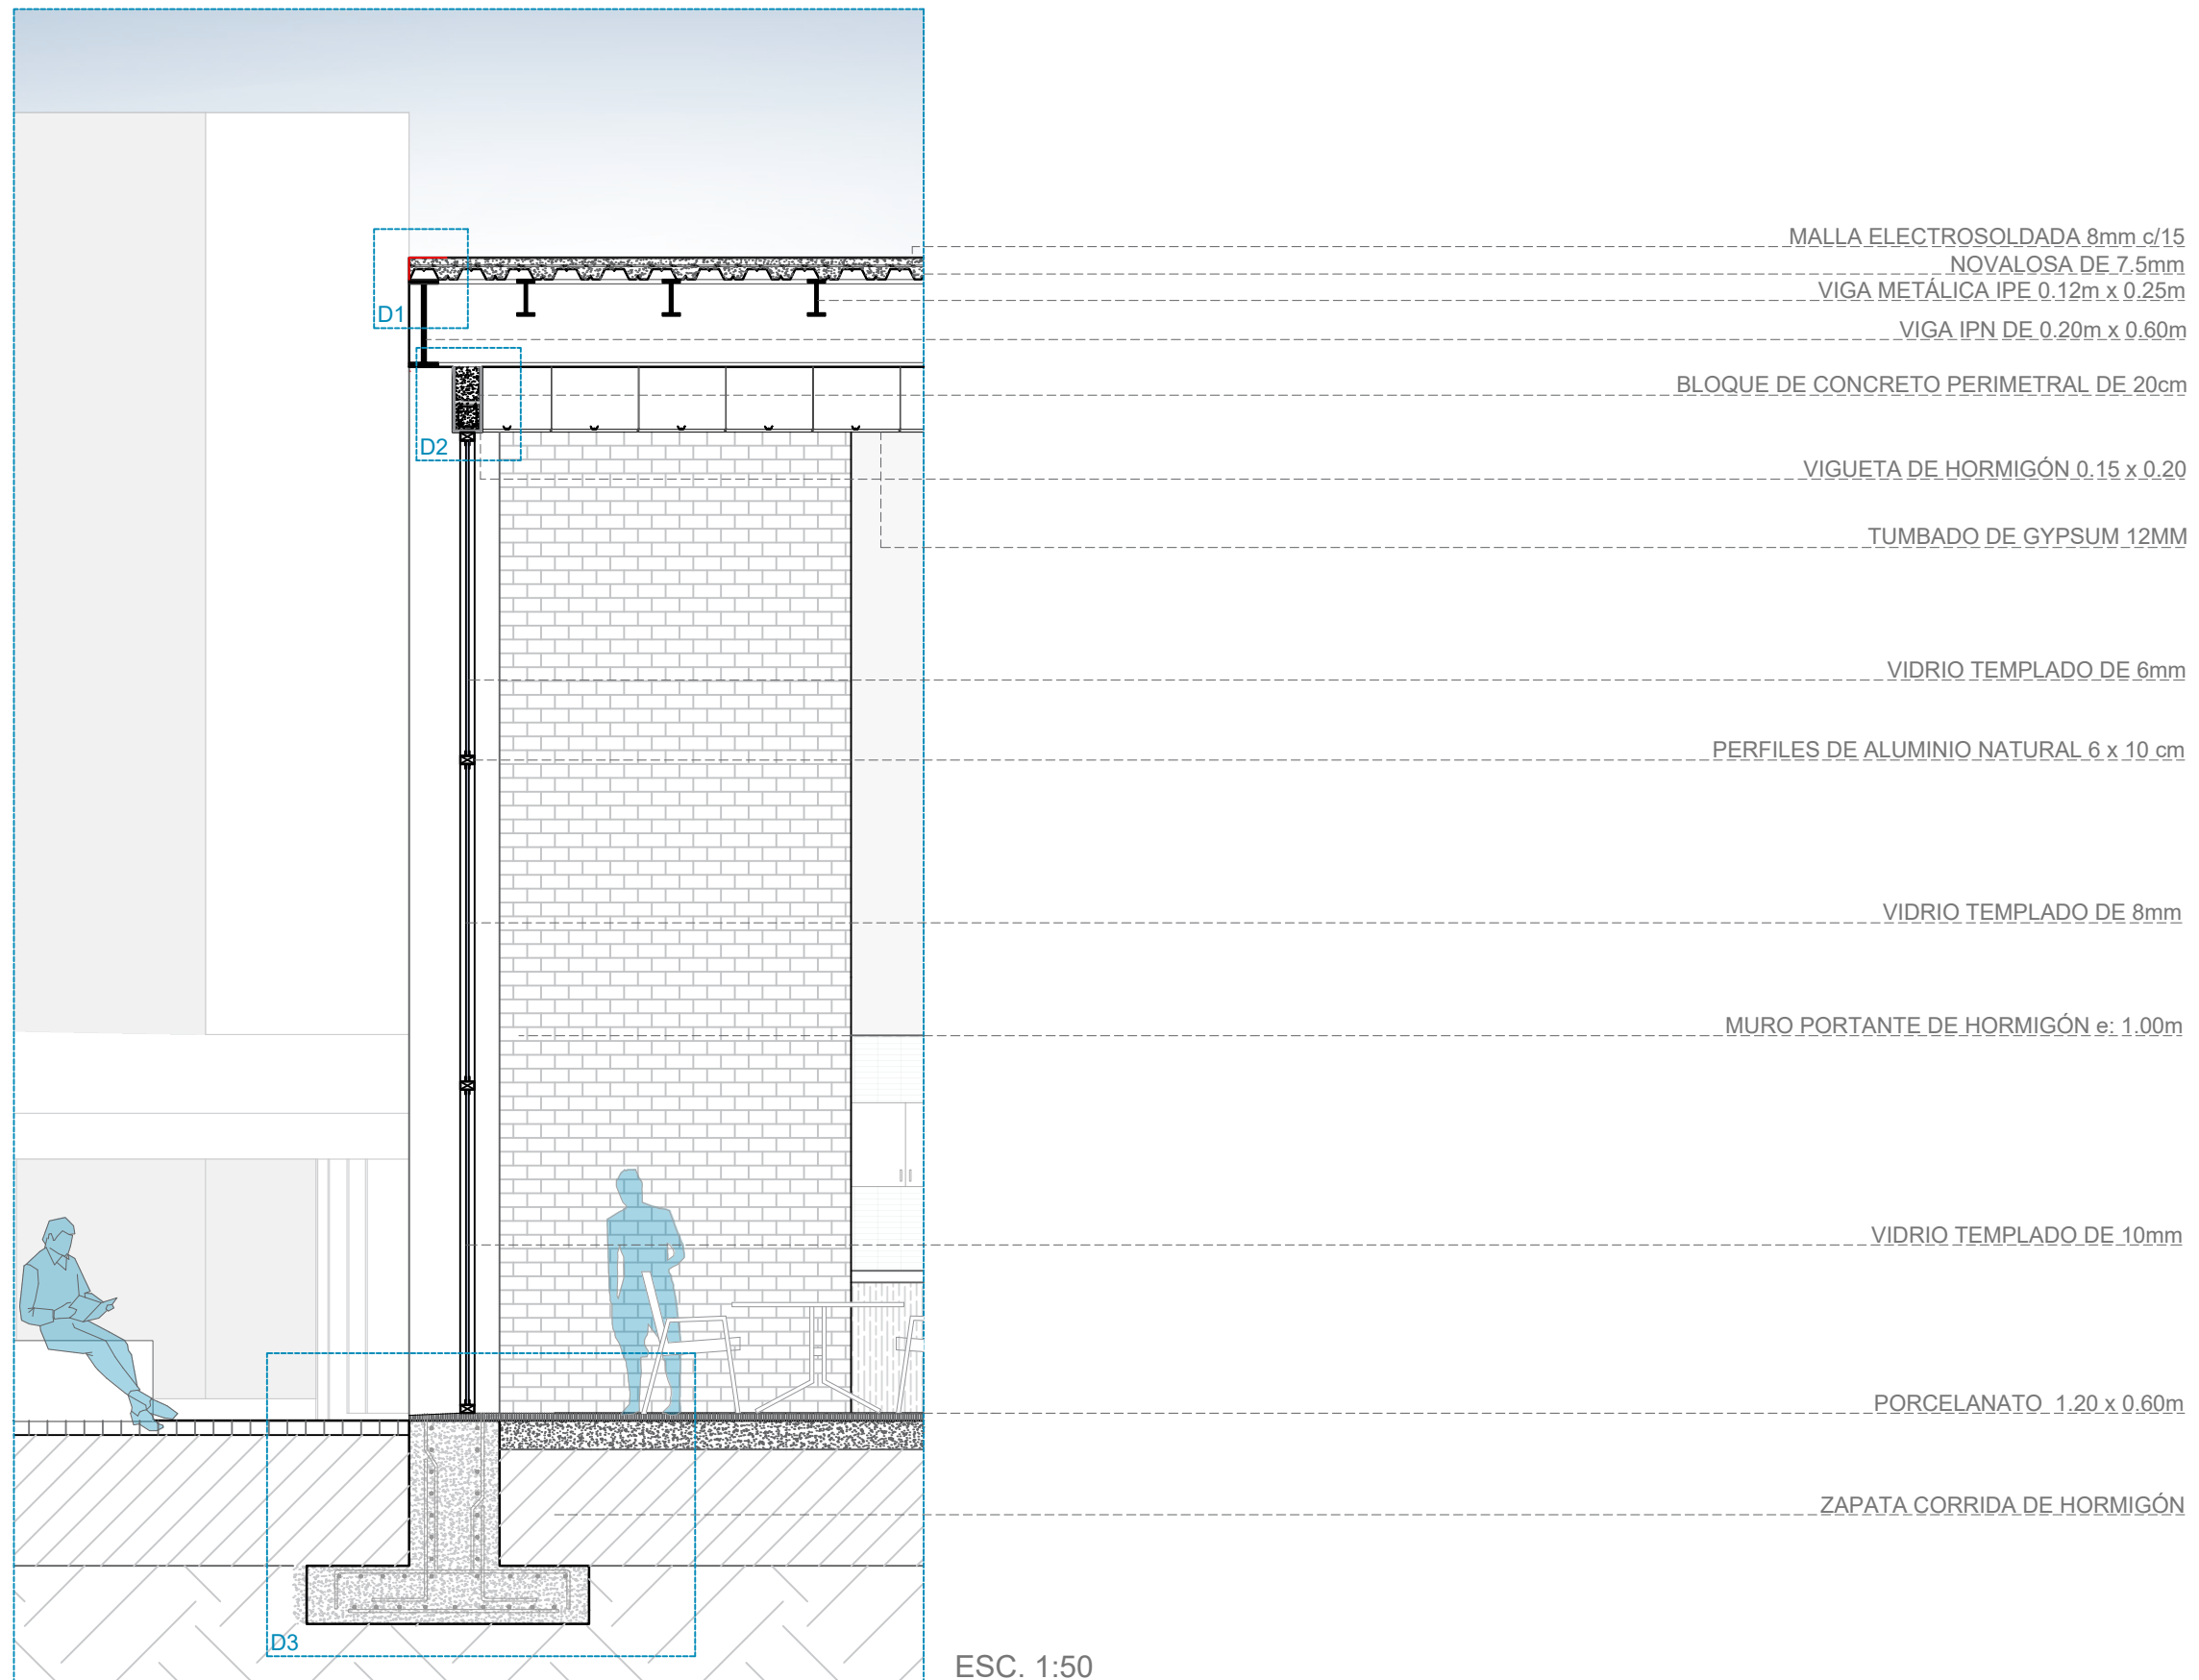 MALLA ELECTROSOLDADA 8mm c/15
NOVALOSA DE 7.5mm
VIGA METÁLICA IPE 0.12m x 0.25m
D1
VIGA IPN DE 0.20m x 0.60m
BLOQUE DE CONCRETO PERIMETRAL DE 20cm
D2
VIGUETA DE HORMIGÓN 0.15 x 0.20
TUMBADO DE GYPSUM 12MM
VIDRIO TEMPLADO DE 6mm
PERFILES DE ALUMINIO NATURAL 6 x 10 cm
VIDRIO TEMPLADO DE 8mm
MURO PORTANTE DE HORMIGÓN e: 1.00m
VIDRIO TEMPLADO DE 10mm
PORCELANATO 1.20 x 0.60m
ZAPATA CORRIDA DE HORMIGÓN
D3
ESC. 1:50